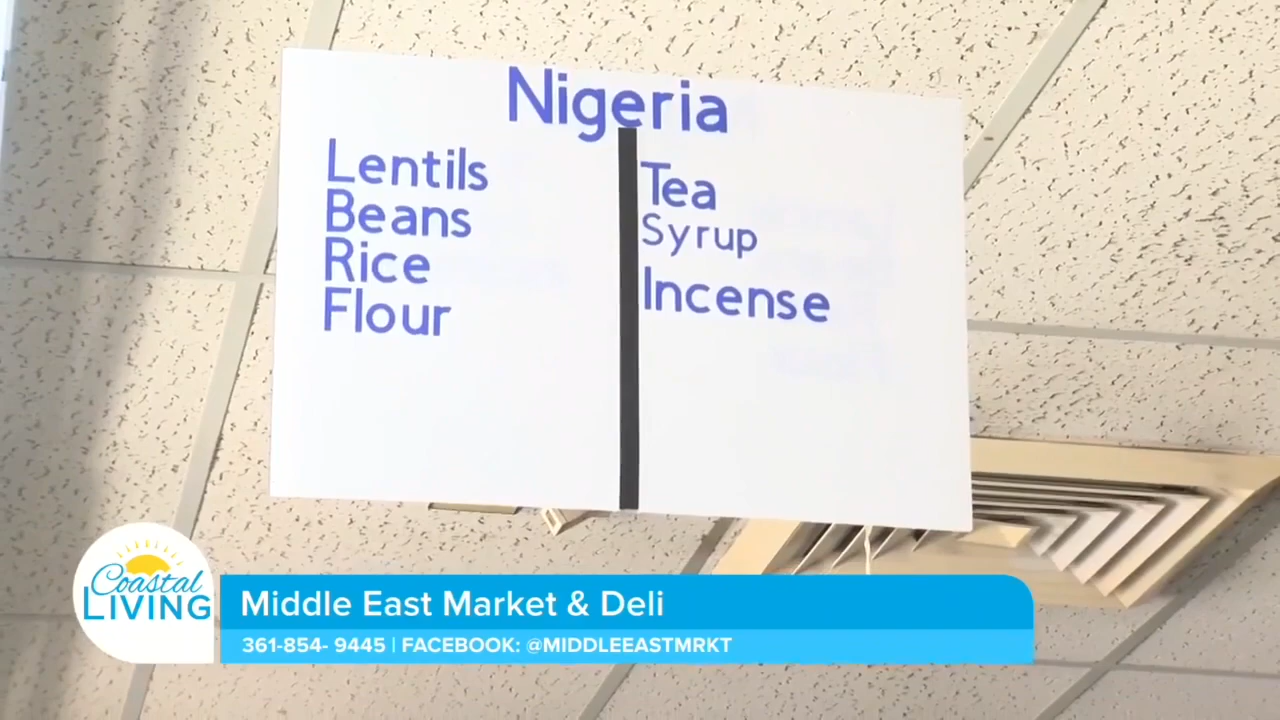 Nigeria
Lentils
Beans
Rice
Flour
Tea
Syrup
Incense
Coastal
LIVING
Middle East Market & Deli
361-854- 9445 | FACEBOOK: @MIDDLEEASTMRKT